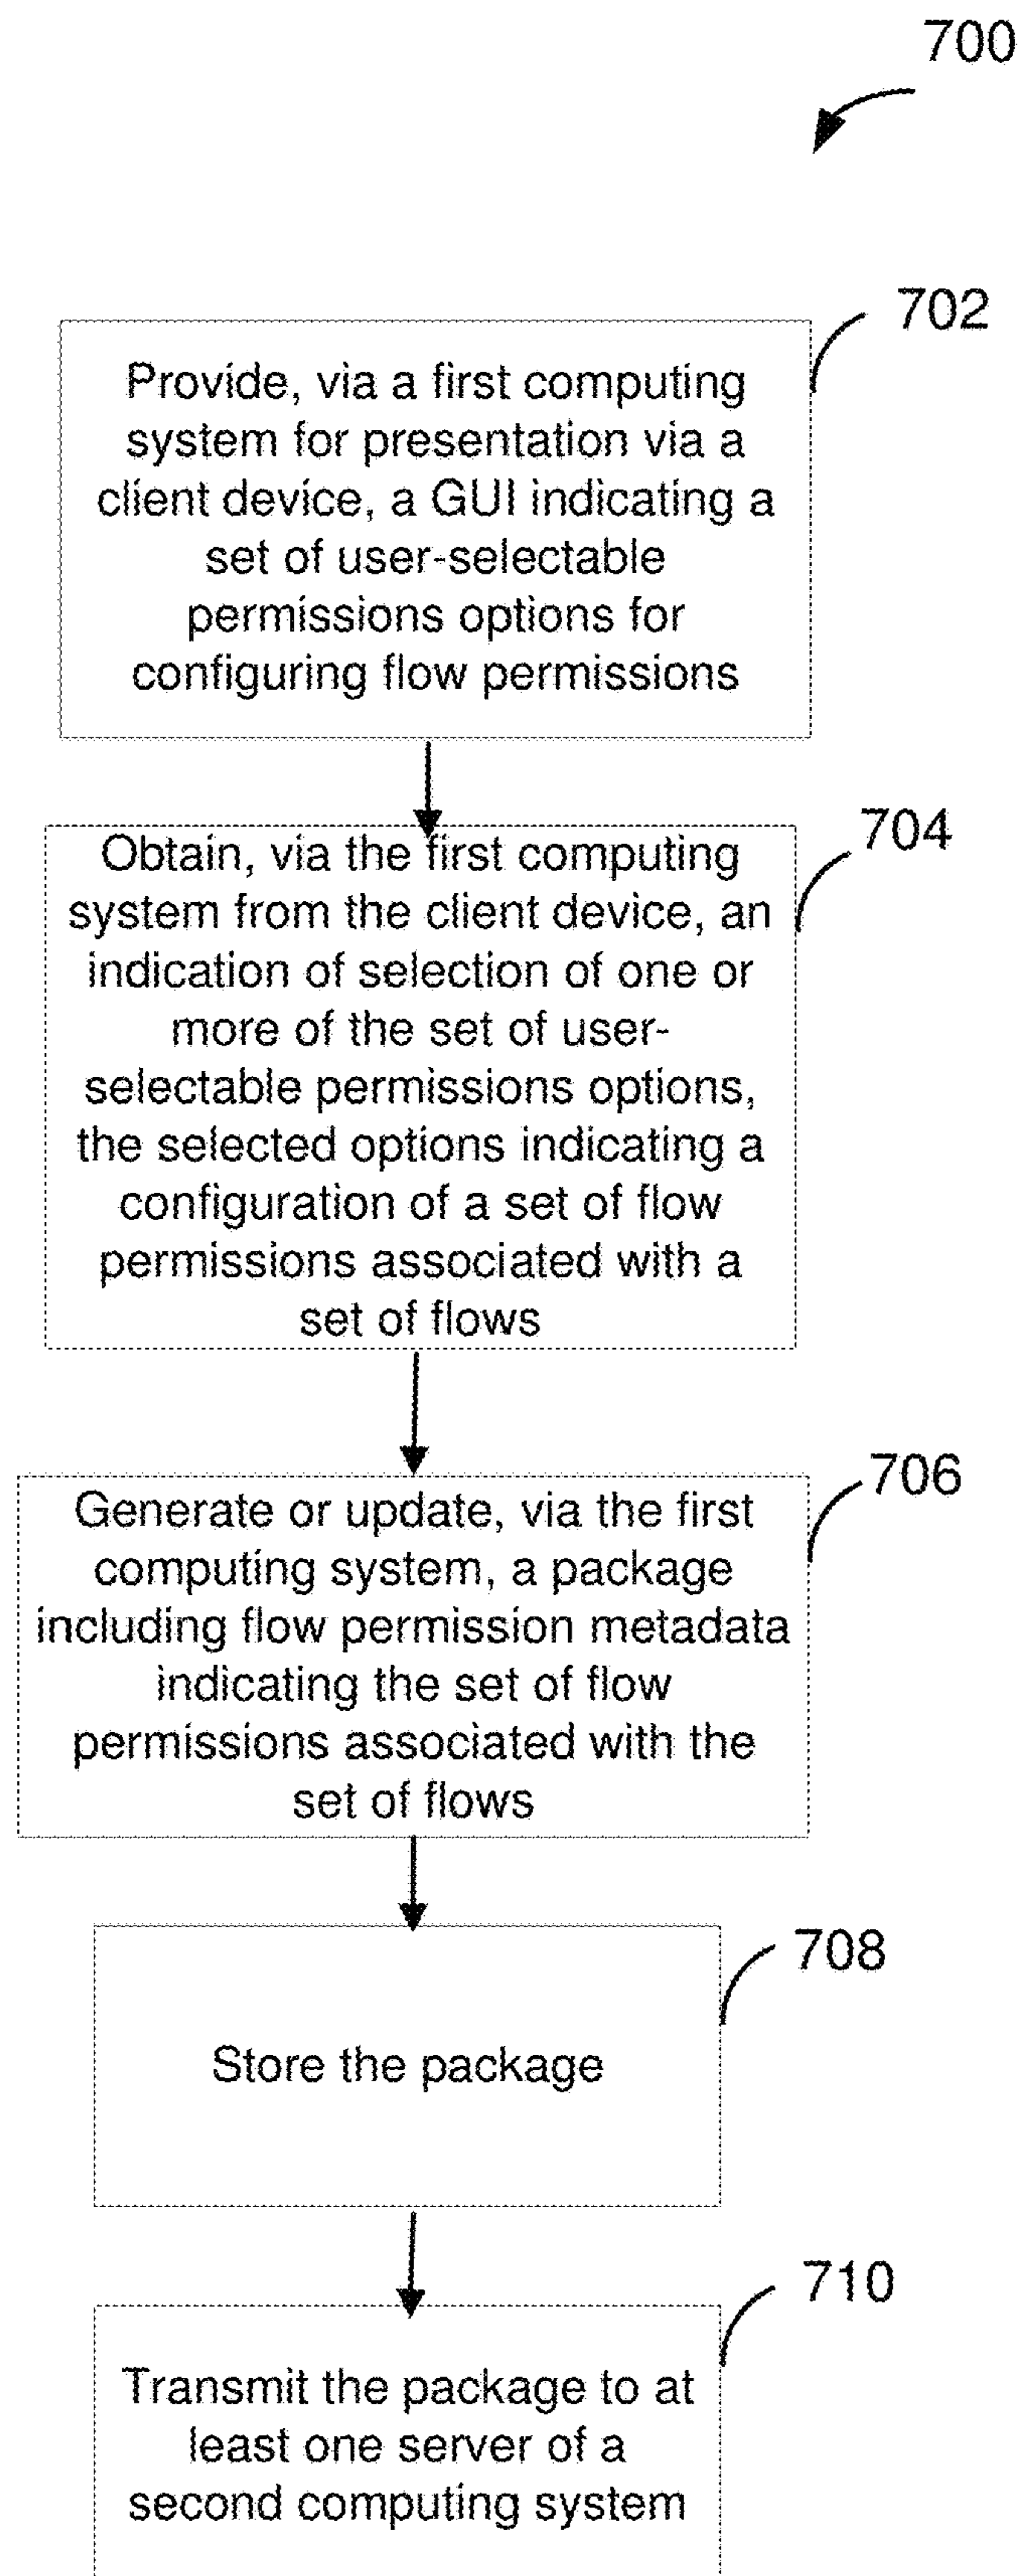 700
702
Provide, via a first computing
system for presentation via a
client device, a GUI indicating a
set of user-selectable
permissions options for
configuring flow permissions
704
Obtain, via the first computing
system from the client device, an
indication of selection of one or
more of the set of user-
selectable permissions options,
the selected options indicating a
configuration of a set of flow
permissions associated with a
set of flows
706
Generate or update, via the first
computing system, a package
including flow permission metadata
indicating the set of flow
permissions associated with the
set of flows
708
Store the package
710
Transmit the package to at
least one server of a
second computing system